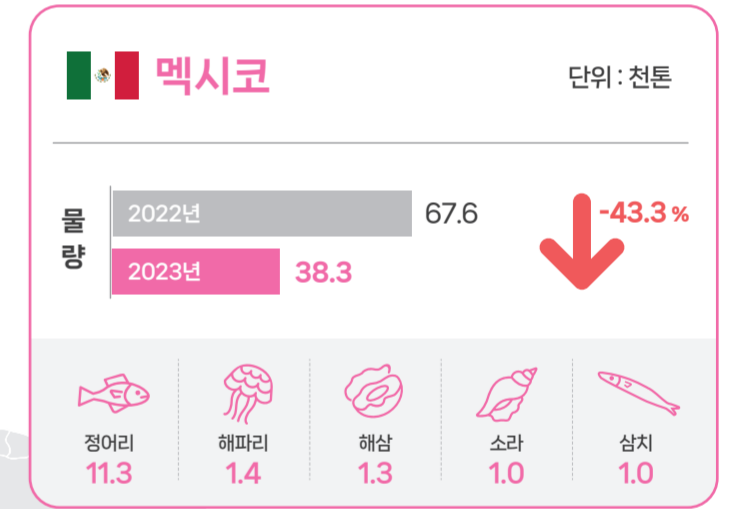 멕시코
단위 : 천톤
물량
2022년 67.6
2023년 38.3
-43.3 %
정어리 해파리 해삼 소라 삼치
11.3 1.4 1.3 1.0 1.0